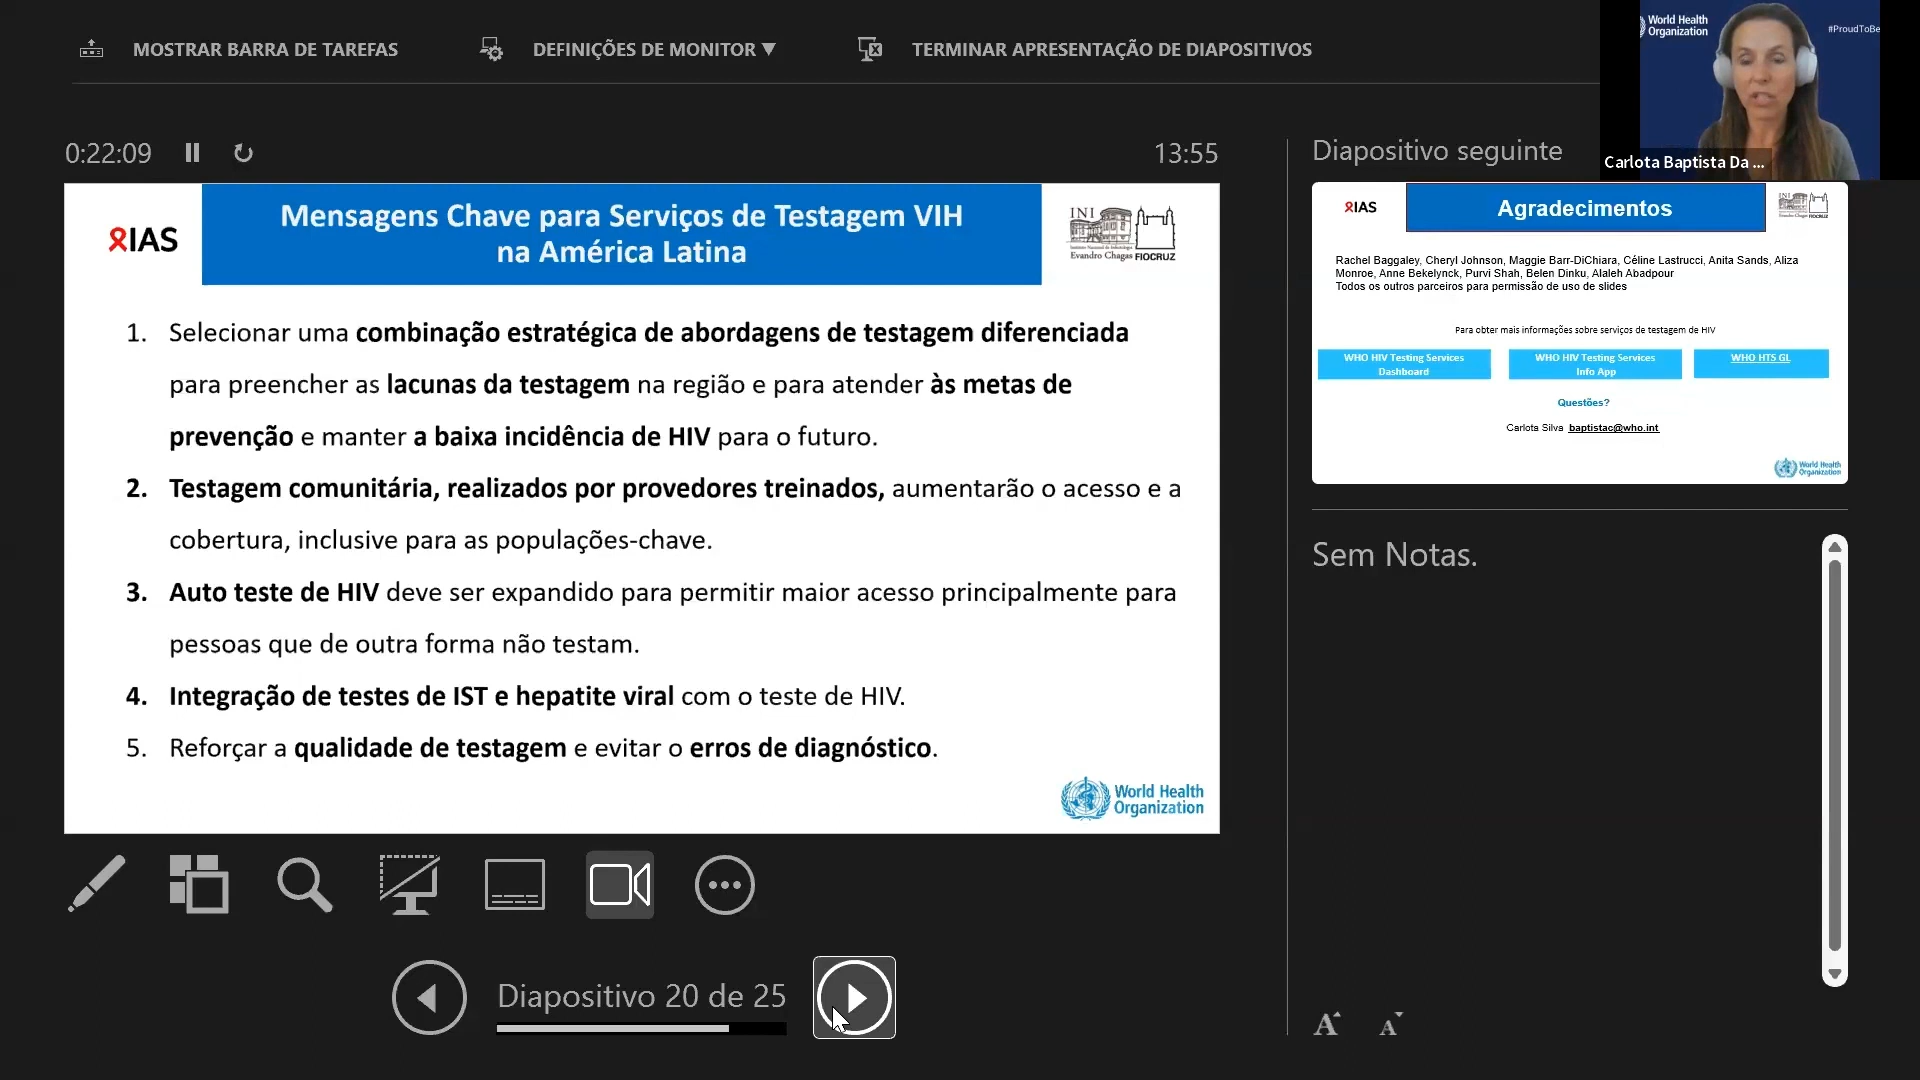 MOSTRAR BARRA DE TAREFAS
DEFINIÇÕES DE MONITOR ▼
TERMINAR APRESENTAÇÃO DE DIAPOSITIVOS
World Health
Organization
#ProudToBe
Carlota Baptista Da ...
0:22:09
13:55
IAS
Mensagens Chave para Serviços de Testagem VIH
na América Latina
INI
Evandro Chagas FIOCRUZ
1. Selecionar uma combinação estratégica de abordagens de testagem diferenciada
para preencher as lacunas da testagem na região e para atender às metas de
prevenção e manter a baixa incidência de HIV para o futuro.
2. Testagem comunitária, realizados por provedores treinados, aumentarão o acesso e a
cobertura, inclusive para as populações-chave.
3. Auto teste de HIV deve ser expandido para permitir maior acesso principalmente para
pessoas que de outra forma não testam.
4. Integração de testes de IST e hepatite viral com o teste de HIV.
5. Reforçar a qualidade de testagem e evitar o erros de diagnóstico.
World Health
Organization
Diapositivo 20 de 25
Diapositivo seguinte
IAS
Agradecimentos
FIOCRUZ
Rachel Baggaley, Cheryl Johnson, Maggie Barr-DiChiara, Céline Lastrucci, Anita Sands, Aliza
Monroe, Anne Bekelynck, Purvi Shah, Belen Dinku, Alaleh Abadpour
Todos os outros parceiros para permissão de uso de slides
Para obter mais informações sobre serviços de testagem de HIV
WHO HIV Testing Services
Dashboard
WHO HIV Testing Services
Info App
WHO HTS GL
Questões?
Carlota Silva baptistac@who.int
World Health
Organization
Sem Notas.
A A